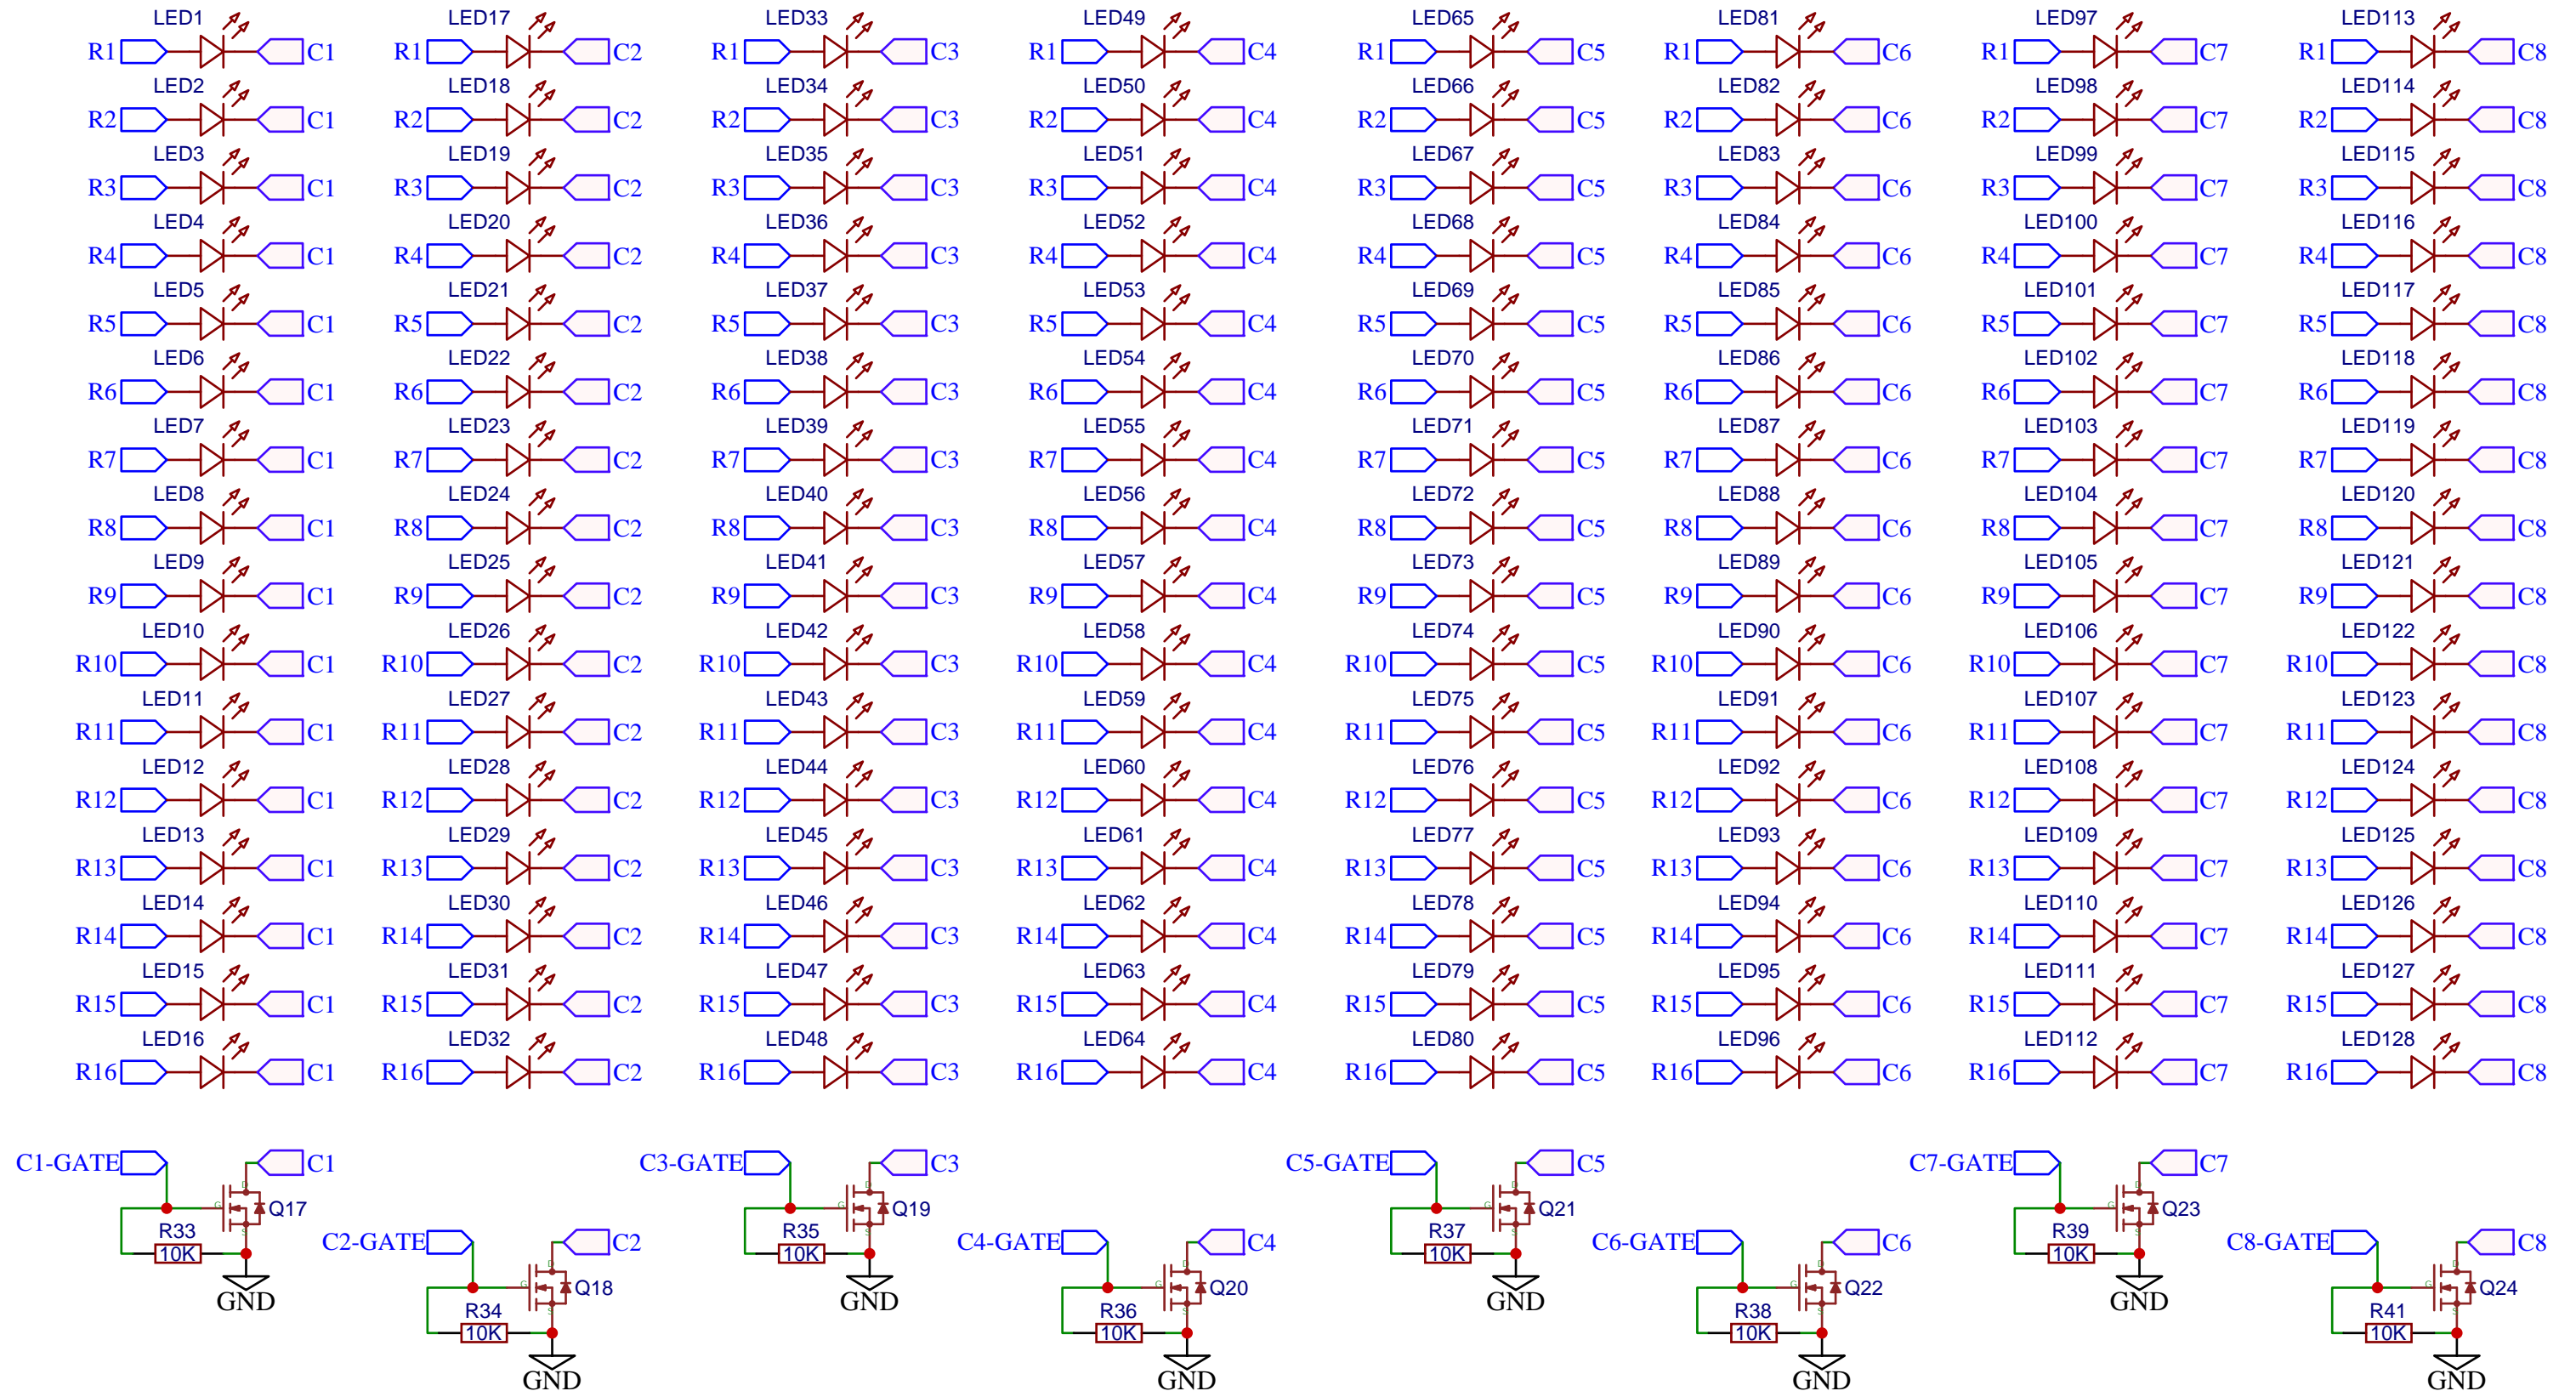 LED1 LED17 LED33 LED49 LED65 LED81 LED97 LED113
R1 C1 R1 C2 R1 C3 R1 C4 R1 C5 R1 C6 R1 C7 R1 C8
LED2 LED18 LED34 LED50 LED66 LED82 LED98 LED114
R2 C1 R2 C2 R2 C3 R2 C4 R2 C5 R2 C6 R2 C7 R2 C8
LED3 LED19 LED35 LED51 LED67 LED83 LED99 LED115
R3 C1 R3 C2 R3 C3 R3 C4 R3 C5 R3 C6 R3 C7 R3 C8
LED4 LED20 LED36 LED52 LED68 LED84 LED100 LED116
R4 C1 R4 C2 R4 C3 R4 C4 R4 C5 R4 C6 R4 C7 R4 C8
LED5 LED21 LED37 LED53 LED69 LED85 LED101 LED117
R5 C1 R5 C2 R5 C3 R5 C4 R5 C5 R5 C6 R5 C7 R5 C8
LED6 LED22 LED38 LED54 LED70 LED86 LED102 LED118
R6 C1 R6 C2 R6 C3 R6 C4 R6 C5 R6 C6 R6 C7 R6 C8
LED7 LED23 LED39 LED55 LED71 LED87 LED103 LED119
R7 C1 R7 C2 R7 C3 R7 C4 R7 C5 R7 C6 R7 C7 R7 C8
LED8 LED24 LED40 LED56 LED72 LED88 LED104 LED120
R8 C1 R8 C2 R8 C3 R8 C4 R8 C5 R8 C6 R8 C7 R8 C8
LED9 LED25 LED41 LED57 LED73 LED89 LED105 LED121
R9 C1 R9 C2 R9 C3 R9 C4 R9 C5 R9 C6 R9 C7 R9 C8
LED10 LED26 LED42 LED58 LED74 LED90 LED106 LED122
R10 C1 R10 C2 R10 C3 R10 C4 R10 C5 R10 C6 R10 C7 R10 C8
LED11 LED27 LED43 LED59 LED75 LED91 LED107 LED123
R11 C1 R11 C2 R11 C3 R11 C4 R11 C5 R11 C6 R11 C7 R11 C8
LED12 LED28 LED44 LED60 LED76 LED92 LED108 LED124
R12 C1 R12 C2 R12 C3 R12 C4 R12 C5 R12 C6 R12 C7 R12 C8
LED13 LED29 LED45 LED61 LED77 LED93 LED109 LED125
R13 C1 R13 C2 R13 C3 R13 C4 R13 C5 R13 C6 R13 C7 R13 C8
LED14 LED30 LED46 LED62 LED78 LED94 LED110 LED126
R14 C1 R14 C2 R14 C3 R14 C4 R14 C5 R14 C6 R14 C7 R14 C8
LED15 LED31 LED47 LED63 LED79 LED95 LED111 LED127
R15 C1 R15 C2 R15 C3 R15 C4 R15 C5 R15 C6 R15 C7 R15 C8
LED16 LED32 LED48 LED64 LED80 LED96 LED112 LED128
R16 C1 R16 C2 R16 C3 R16 C4 R16 C5 R16 C6 R16 C7 R16 C8
C1-GATE C1 C3-GATE C3 C5-GATE C5 C7-GATE C7
D D D D
G Q17 G Q19 G Q21 G Q23
S S S S
R33 R35 R37 R39
10K 10K 10K 10K
C2-GATE C2 C4-GATE C4 C6-GATE C6 C8-GATE C8
D D D D
G Q18 G Q20 G Q22 G Q24
GND GND GND GND
S S S S
R34 R36 R38 R41
10K 10K 10K 10K
GND GND GND GND